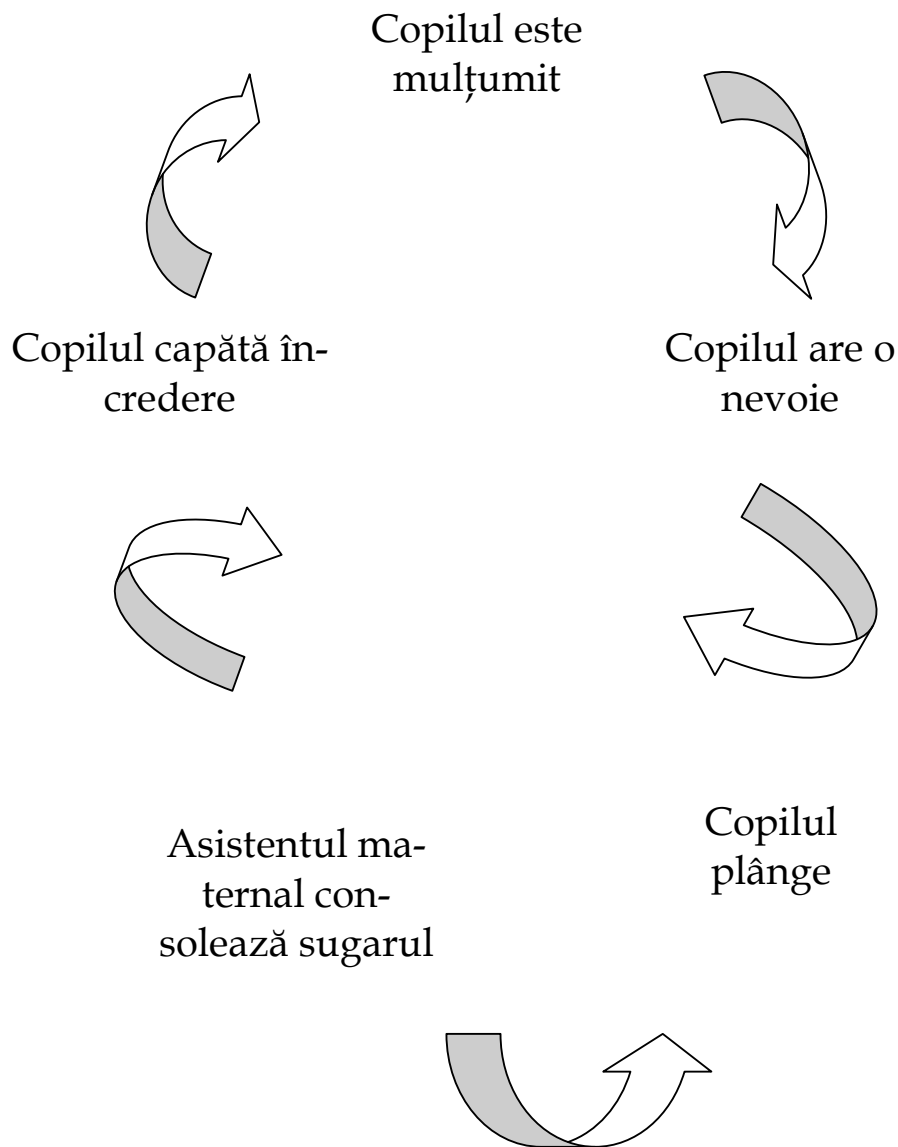 Copilul este
mulțumit
Copilul capătă în-
credere
Copilul are o
nevoie
Asistentul ma-
ternal con-
solează sugarul
Copilul
plânge